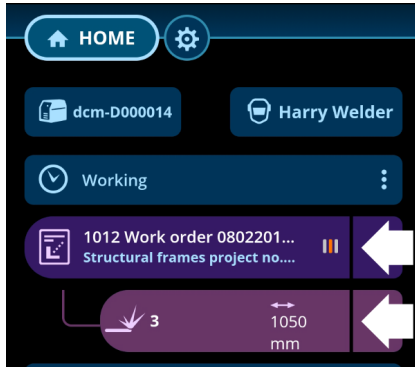 HOME
dcm-D000014
Harry Welder
Working
1012 Work order 0802201...
Structural frames project no....
3
1050
mm